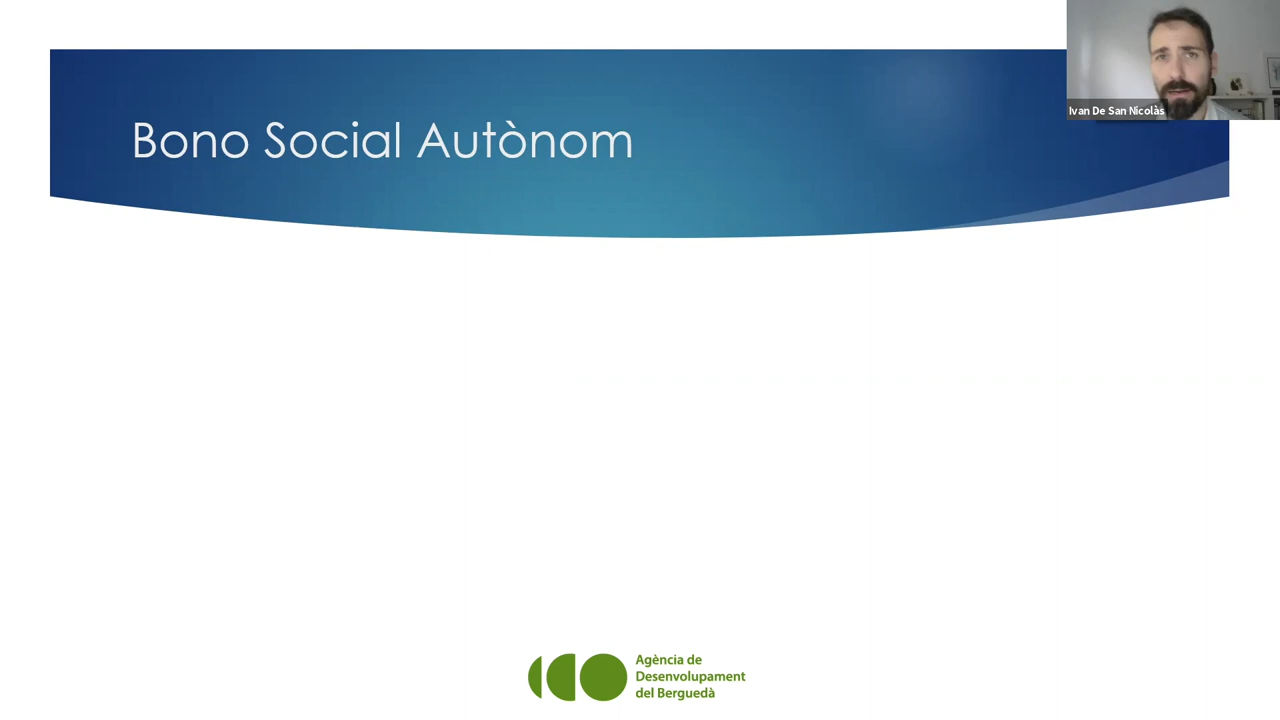 Bono Social Autònom
Ivan De San Nicolàs
Agència de
Desenvolupament
del Berguedà